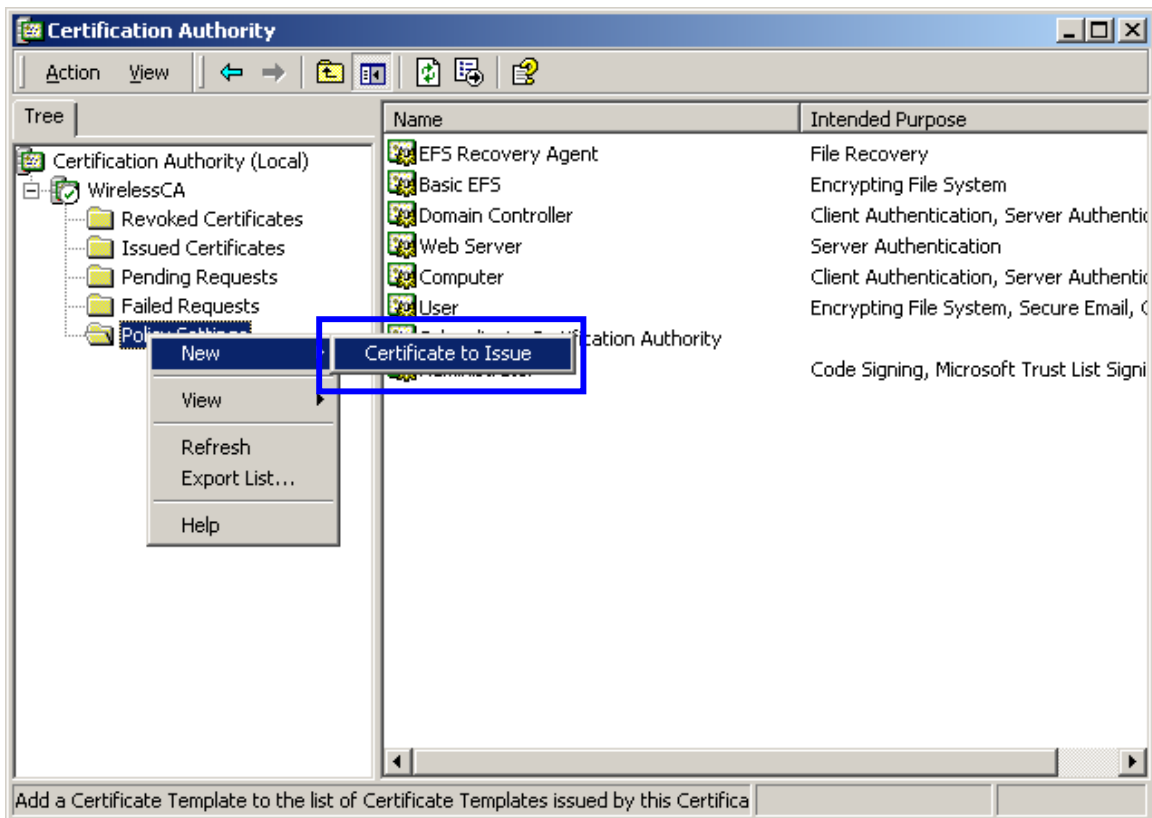 Certification Authority
Action View
Tree
Name Intended Purpose
Certification Authority (Local)
WirelessCA
Revoked Certificates
Issued Certificates
Pending Requests
Failed Requests
EFS Recovery Agent File Recovery
Basic EFS Encrypting File System
Domain Controller Client Authentication, Server Authentic
Web Server Server Authentication
Computer Client Authentication, Server Authentic
User Encrypting File System, Secure Email, C
Certification Authority
Code Signing, Microsoft Trust List Signi
New
Certificate to Issue
View
Refresh
Export List...
Help
Add a Certificate Template to the list of Certificate Templates issued by this Certifica